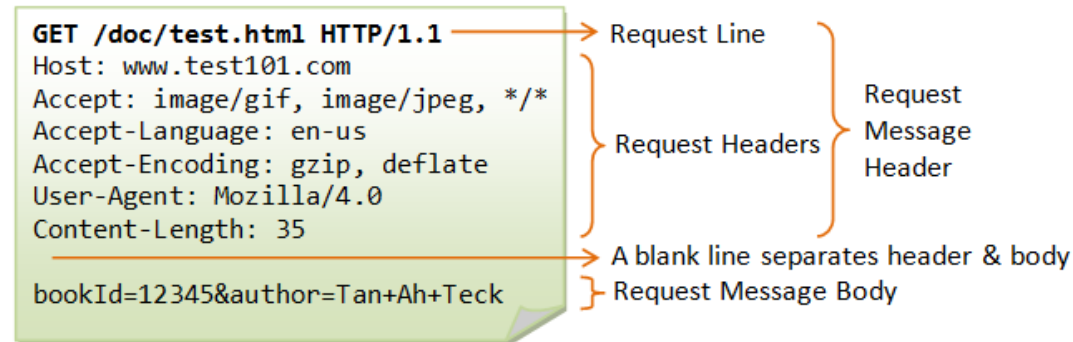 GET /doc/test.html HTTP/1.1
Request Line
Host: www.test101.com
Accept: image/gif, image/jpeg, */*
Accept-Language: en-us
Accept-Encoding: gzip, deflate
User-Agent: Mozilla/4.0
Content-Length: 35
Request Headers
Request
Message
Header
A blank line separates header & body
bookId=12345&author=Tan+Ah+Teck
Request Message Body